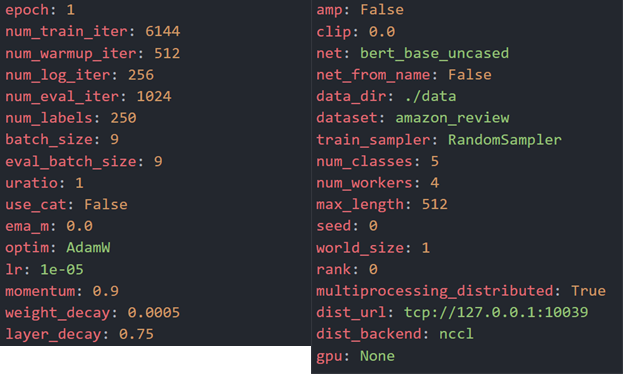 epoch: 1
num_train_iter: 6144
num_warmup_iter: 512
num_log_iter: 256
num_eval_iter: 1024
num_labels: 250
batch_size: 9
eval_batch_size: 9
uratio: 1
use_cat: False
ema_m: 0.0
optim: AdamW
lr: 1e-05
momentum: 0.9
weight_decay: 0.0005
layer_decay: 0.75
amp: False
clip: 0.0
net: bert_base_uncased
net_from_name: False
data_dir: ./data
dataset: amazon_review
train_sampler: RandomSampler
num_classes: 5
num_workers: 4
max_length: 512
seed: 0
world_size: 1
rank: 0
multiprocessing_distributed: True
dist_url: tcp://127.0.0.1:10039
dist_backend: nccl
gpu: None